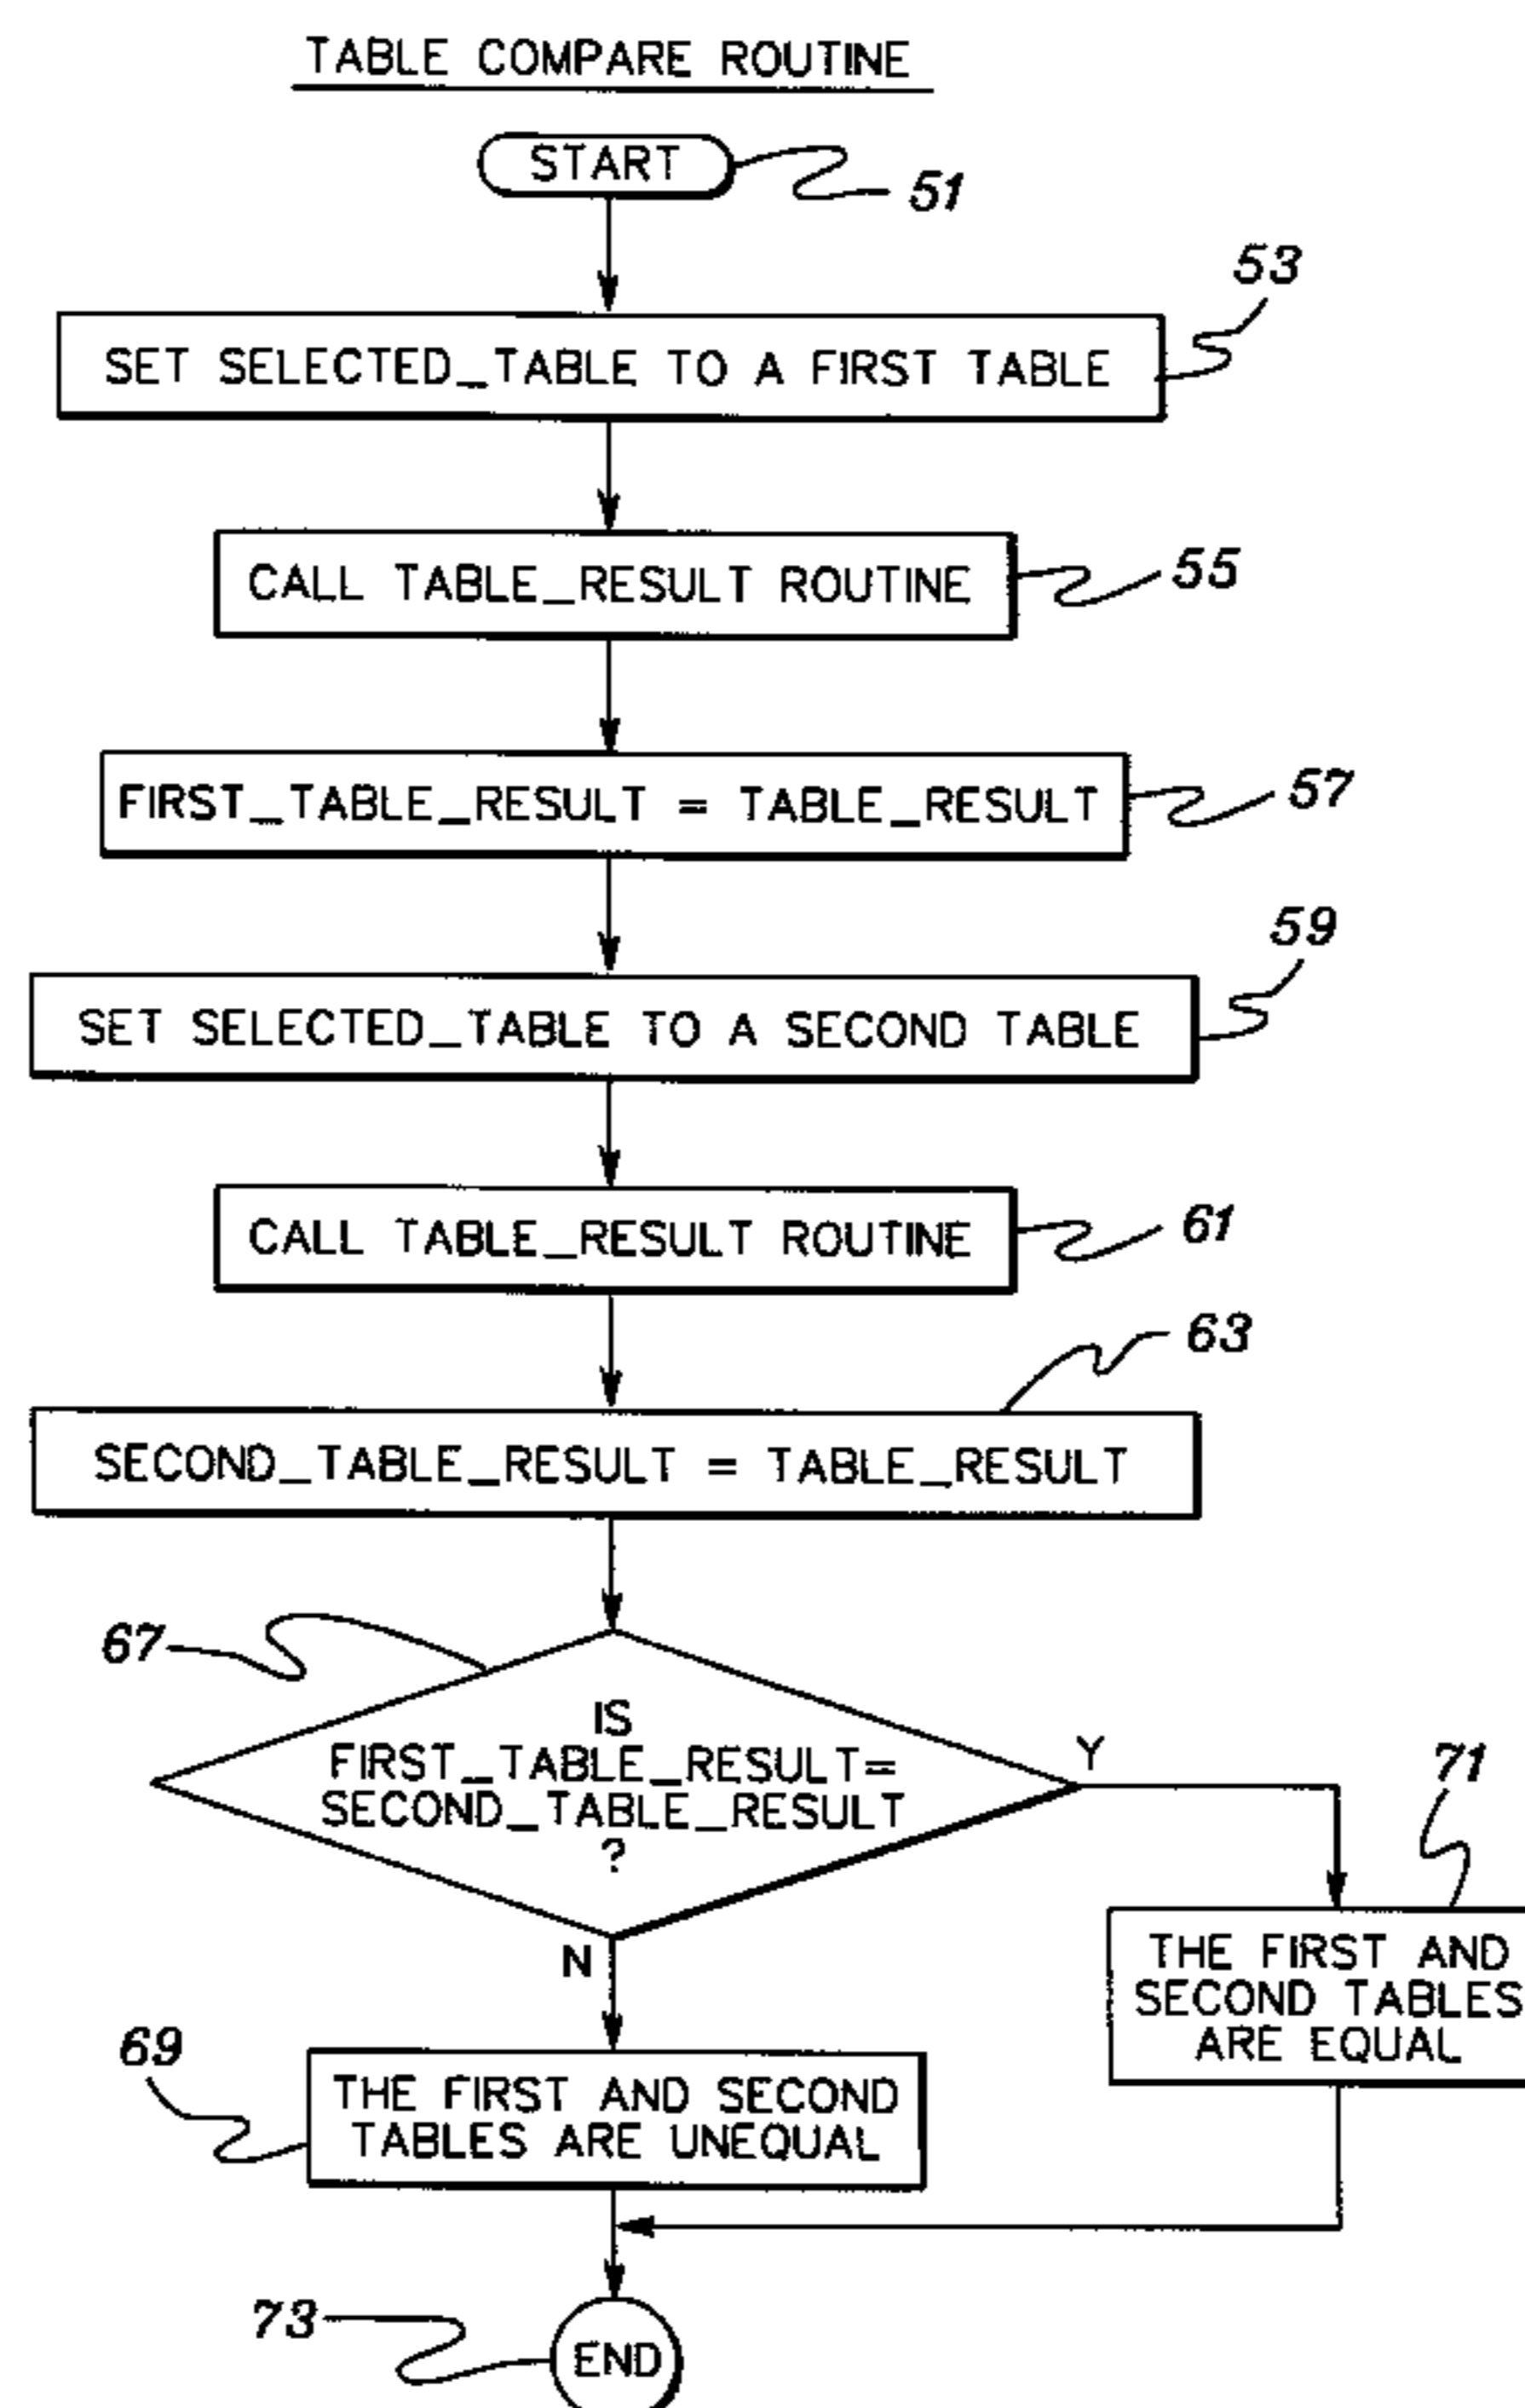 TABLE COMPARE ROUTINE
START
51
53
SET SELECTED_TABLE TO A FIRST TABLE
CALL TABLE_RESULT ROUTINE
55
FIRST_TABLE_RESULT = TABLE_RESULT
57
59
SET SELECTED_TABLE TO A SECOND TABLE
CALL TABLE_RESULT ROUTINE
61
63
SECOND_TABLE_RESULT = TABLE_RESULT
67
IS
FIRST_TABLE_RESULT=
SECOND_TABLE_RESULT
?
Y
71
N
THE FIRST AND
SECOND TABLES
ARE EQUAL
69
THE FIRST AND SECOND
TABLES ARE UNEQUAL
73
END